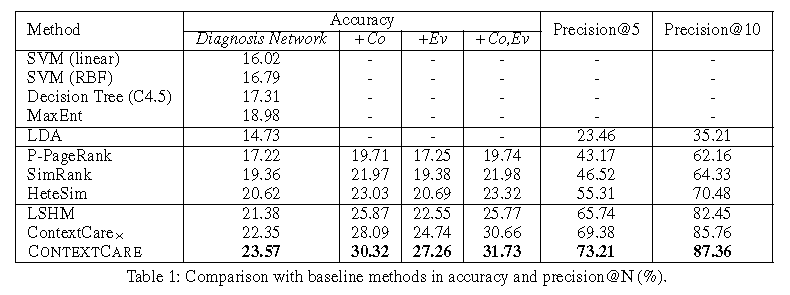 Method Accuracy Precision@5 Precision@10
Diagnosis Network +Co +Ev +Co,Ev
SVM (linear) 16.02 - - - - -
SVM (RBF) 16.79 - - - - -
Decision Tree (C4.5) 17.31 - - - - -
MaxEnt 18.98 - - - - -
LDA 14.73 - - - 23.46 35.21
P-PageRank 17.22 19.71 17.25 19.74 43.17 62.16
SimRank 19.36 21.97 19.38 21.98 46.52 64.33
HeteSim 20.62 23.03 20.69 23.32 55.31 70.48
LSHM 21.38 25.87 22.55 25.77 65.74 82.45
ContextCare× 22.35 28.09 24.74 30.66 69.38 85.76
CONTEXTCARE 23.57 30.32 27.26 31.73 73.21 87.36
Table 1: Comparison with baseline methods in accuracy and precision@N (%).